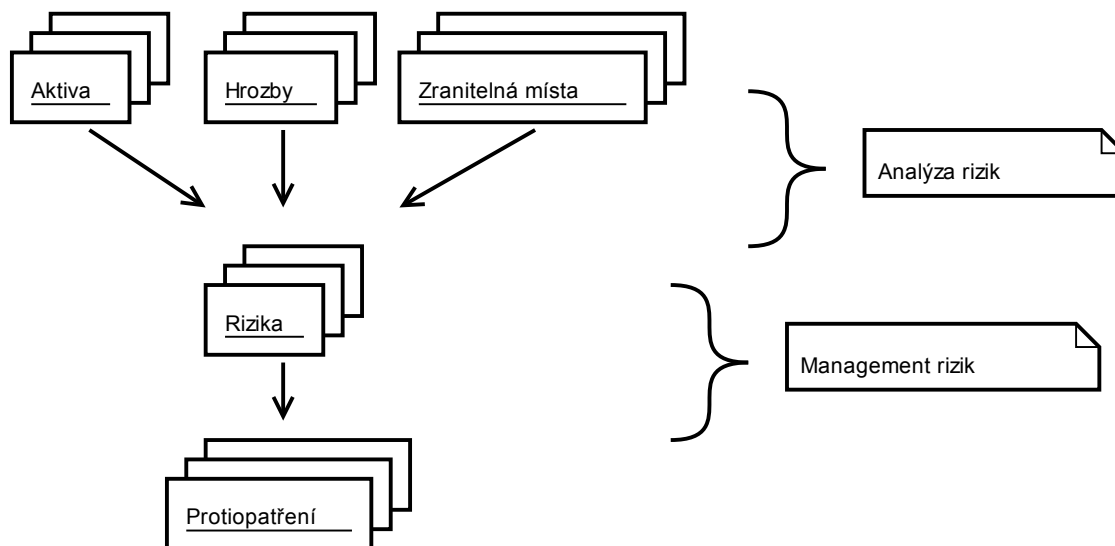 Aktiva
Hrozby
Zranitelná místa
Analýza rizik
Rizika
Management rizik
Protiopatření